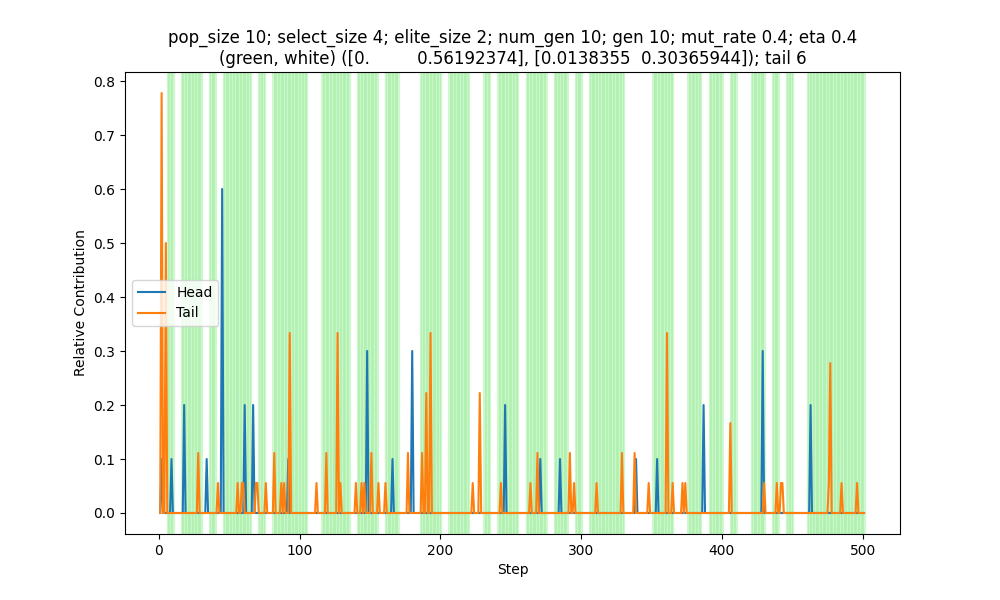 pop_size 10; select_size 4; elite_size 2; num_gen 10; gen 10; mut_rate 0.4; eta 0.4
(green, white) ([0.         0.56192374], [0.0138355  0.30365944]); tail 6
0.8
0.7
0.6
0.5
0.4
0.3
0.2
0.1
0.0
Relative Contribution
Head
Tail
0
100
200
300
400
500
Step